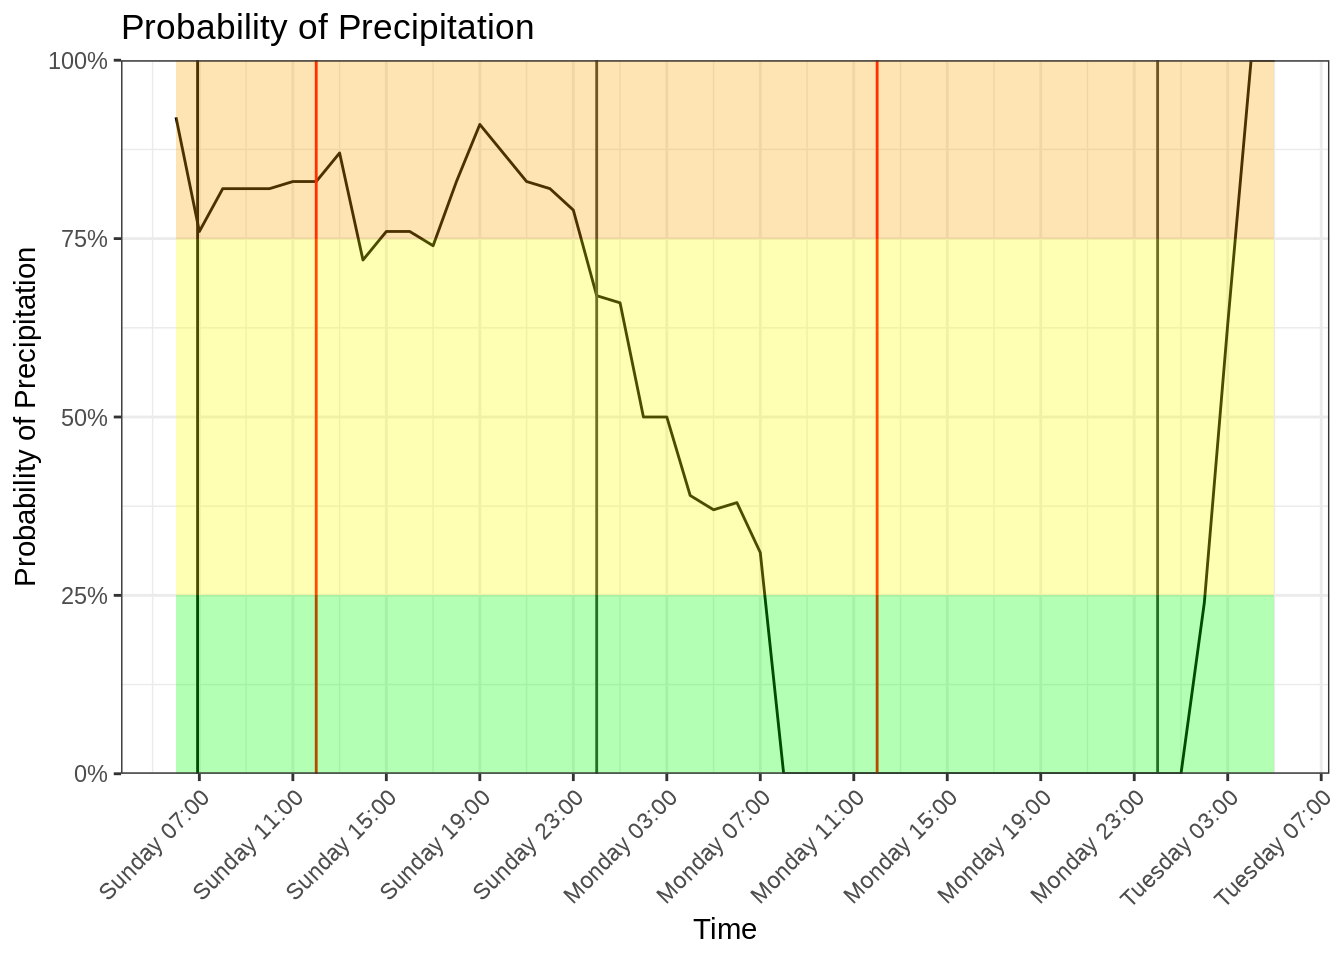 Probability of Precipitation
Probability of Precipitation
100%
75%
50%
25%
0%
Sunday 07:00
Sunday 11:00
Sunday 15:00
Sunday 19:00
Sunday 23:00
Monday 03:00
Monday 07:00
Monday 11:00
Monday 15:00
Monday 19:00
Monday 23:00
Tuesday 03:00
Tuesday 07:00
Time